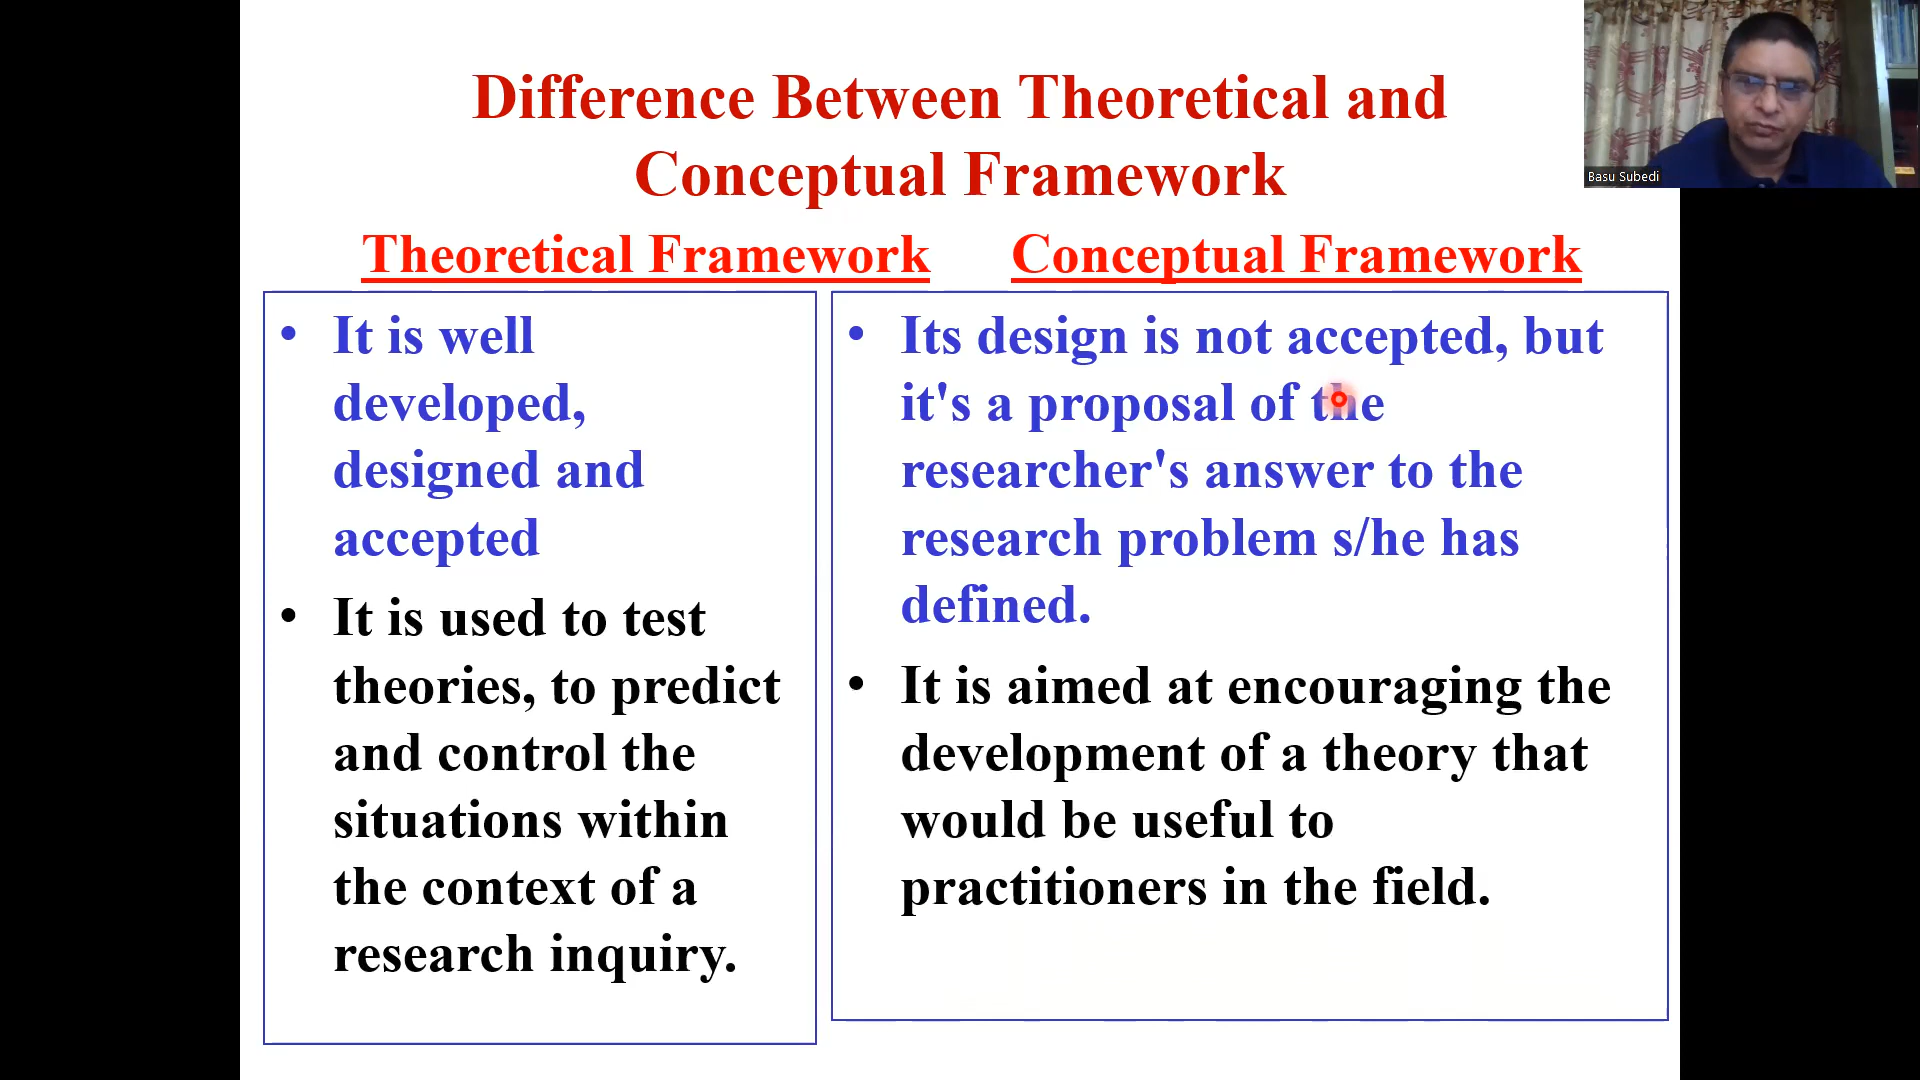 Difference Between Theoretical and
Conceptual Framework
Basu Subedi
Theoretical Framework
• It is well
developed,
designed and
accepted
• It is used to test
theories, to predict
and control the
situations within
the context of a
research inquiry.
Conceptual Framework
• Its design is not accepted, but
it's a proposal of the
researcher's answer to the
research problem s/he has
defined.
• It is aimed at encouraging the
development of a theory that
would be useful to
practitioners in the field.